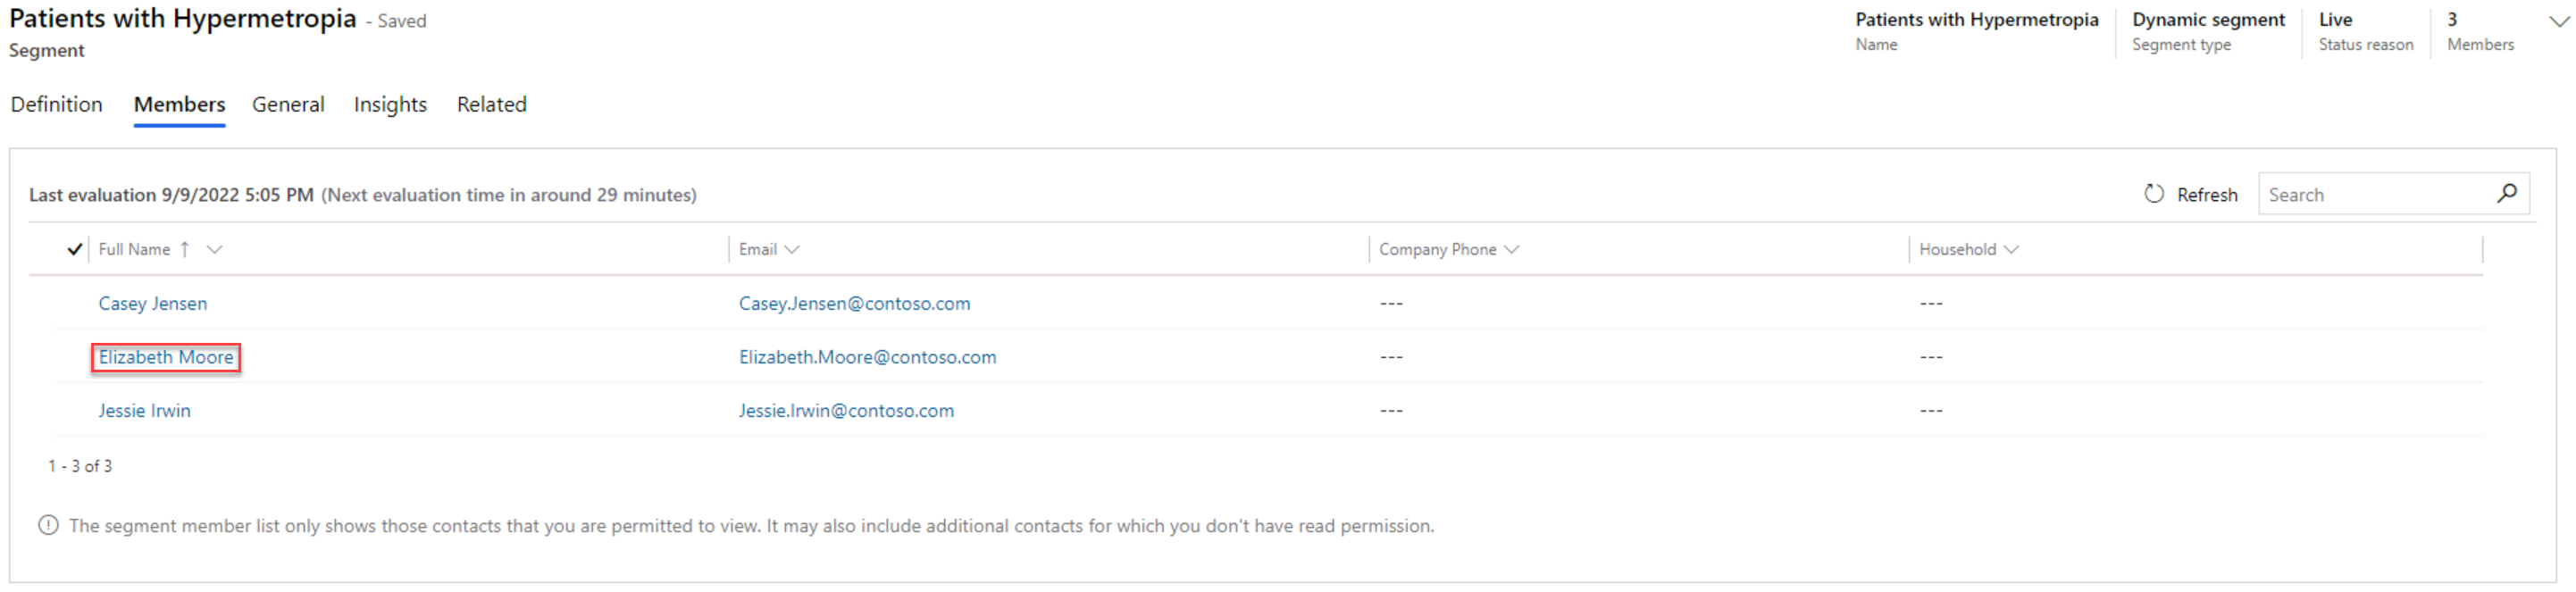 Patients with Hypermetropia - Saved
Segment
Patients with Hypermetropia
Name
Dynamic segment
Segment type
Live
Status reason
3
Members
Definition Members General Insights Related
Last evaluation 9/9/2022 5:05 PM (Next evaluation time in around 29 minutes)
Refresh
Search
Full Name Email Company Phone Household
Casey Jensen Casey.Jensen@contoso.com --- ---
Elizabeth Moore Elizabeth.Moore@contoso.com --- ---
Jessie Irwin Jessie.Irwin@contoso.com --- ---
1 - 3 of 3
The segment member list only shows those contacts that you are permitted to view. It may also include additional contacts for which you don't have read permission.